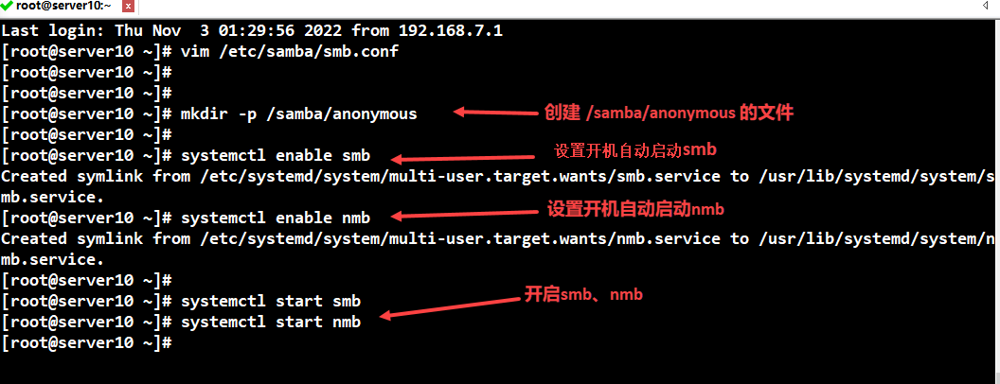 root@server10:~
Last login: Thu Nov  3 01:29:56 2022 from 192.168.7.1
[root@server10 ~]# vim /etc/samba/smb.conf
[root@server10 ~]#
[root@server10 ~]#
[root@server10 ~]# mkdir -p /samba/anonymous 创建 /samba/anonymous 的文件
[root@server10 ~]#
[root@server10 ~]# systemctl enable smb 设置开机自动启动smb
Created symlink from /etc/systemd/system/multi-user.target.wants/smb.service to /usr/lib/systemd/system/s
mb.service.
[root@server10 ~]# systemctl enable nmb 设置开机自动启动nmb
Created symlink from /etc/systemd/system/multi-user.target.wants/nmb.service to /usr/lib/systemd/system/n
mb.service.
[root@server10 ~]#
[root@server10 ~]# systemctl start smb 开启smb、nmb
[root@server10 ~]# systemctl start nmb
[root@server10 ~]#